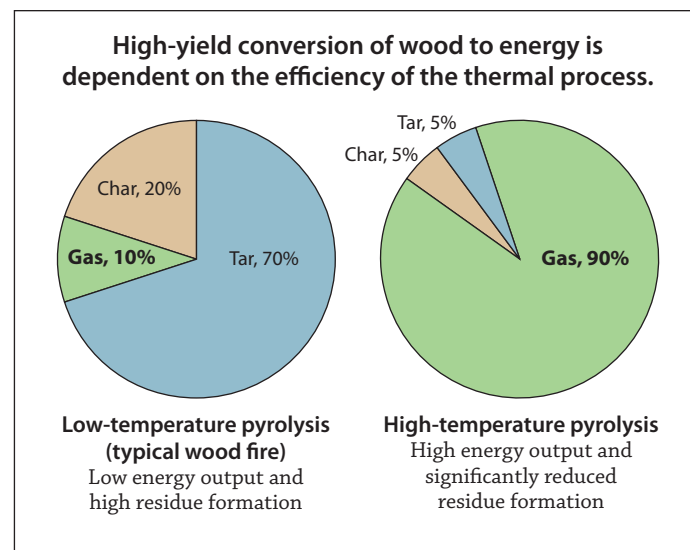 High-yield conversion of wood to energy is
dependent on the efficiency of the thermal process.
Char, 20%
Gas, 10%
Tar, 70%
Low-temperature pyrolysis
(typical wood fire)
Low energy output and
high residue formation
Tar, 5%
Char, 5%
Gas, 90%
High-temperature pyrolysis
High energy output and
significantly reduced
residue formation